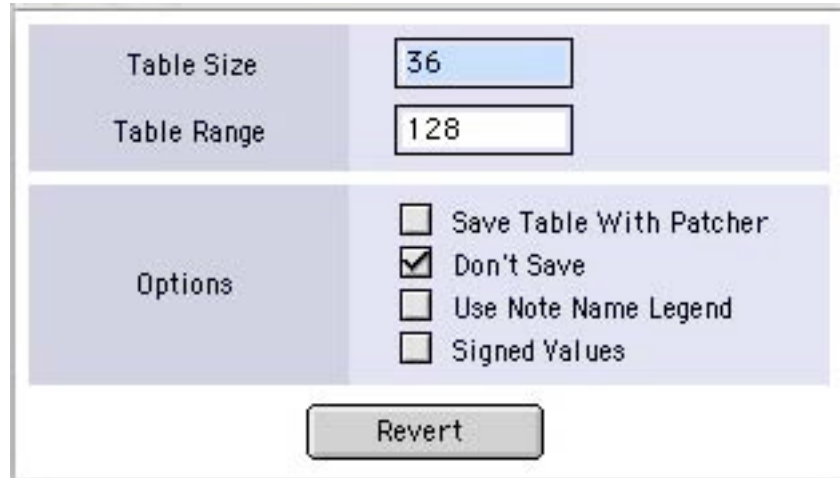 Table Size
36
Table Range
128
Options
Save Table With Patcher
Don't Save
Use Note Name Legend
Signed Values
Revert